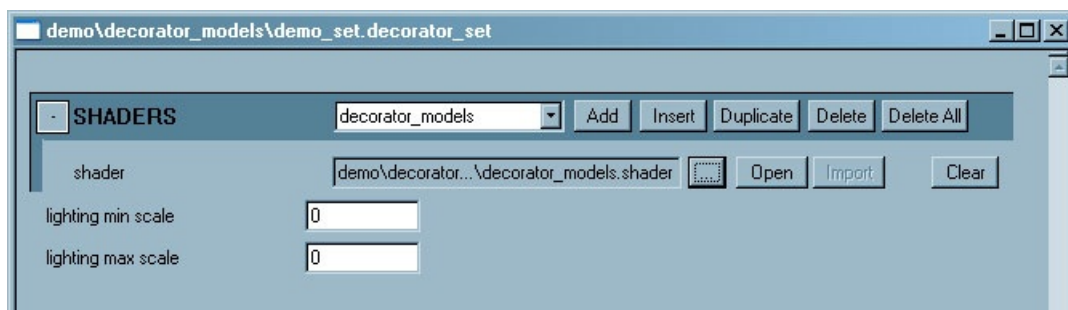 demo\decorator_models\demo_set.decorator_set
- SHADERS decorator_models Add Insert Duplicate Delete Delete All
shader demo\decorator...\decorator_models.shader ... Open Import Clear
lighting min scale 0
lighting max scale 0